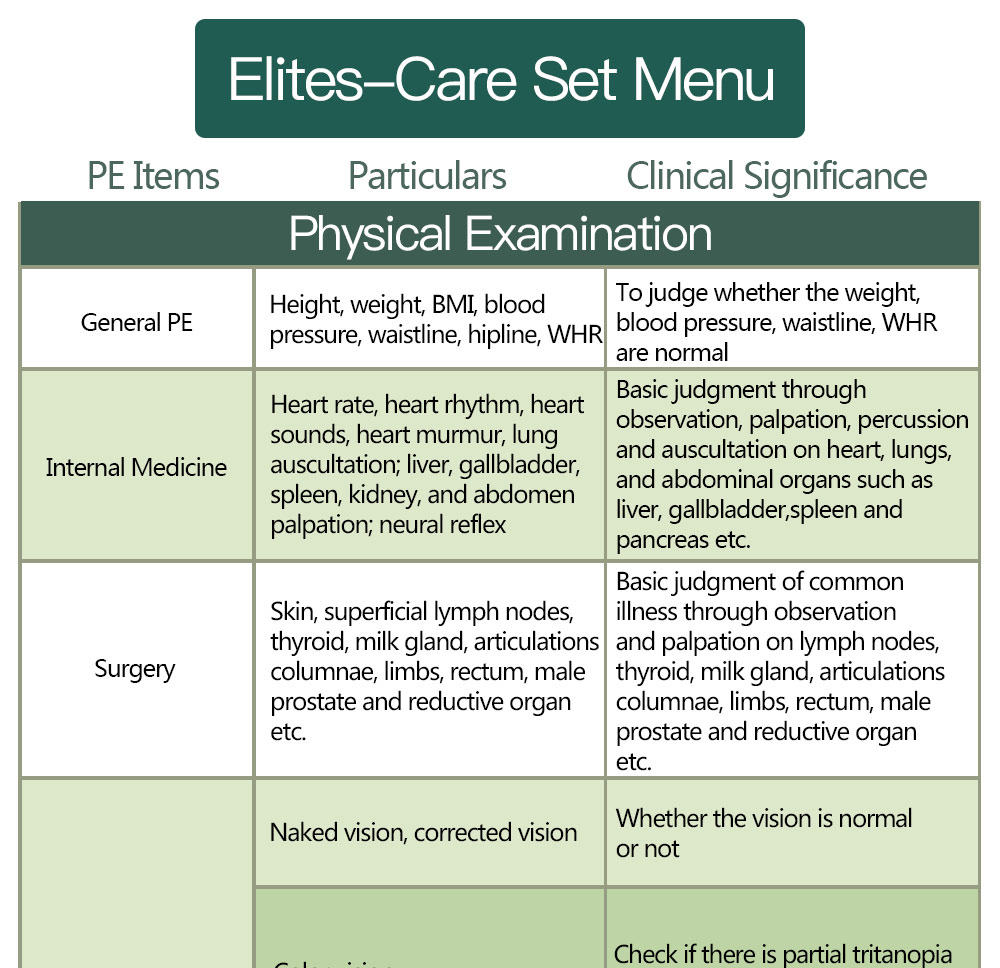 Elites-Care Set Menu
PE Items
Particulars
Clinical Significance
Physical Examination
General PE
Height, weight, BMI, blood
pressure, waistline, hipline, WHR
To judge whether the weight,
blood pressure, waistline, WHR
are normal
Internal Medicine
Heart rate, heart rhythm, heart
sounds, heart murmur, lung
auscultation; liver, gallbladder,
spleen, kidney, and abdomen
palpation; neural reflex
Basic judgment through
observation, palpation, percussion
and auscultation on heart, lungs,
and abdominal organs such as
liver, gallbladder,spleen and
pancreas etc.
Surgery
Skin, superficial lymph nodes,
thyroid, milk gland, articulations
columnae, limbs, rectum, male
prostate and reductive organ
etc.
Basic judgment of common
illness through observation
and palpation on lymph nodes,
thyroid, milk gland, articulations
columnae, limbs, rectum, male
prostate and reductive organ
etc.
Naked vision, corrected vision
Whether the vision is normal
or not
Check if there is partial tritanopia